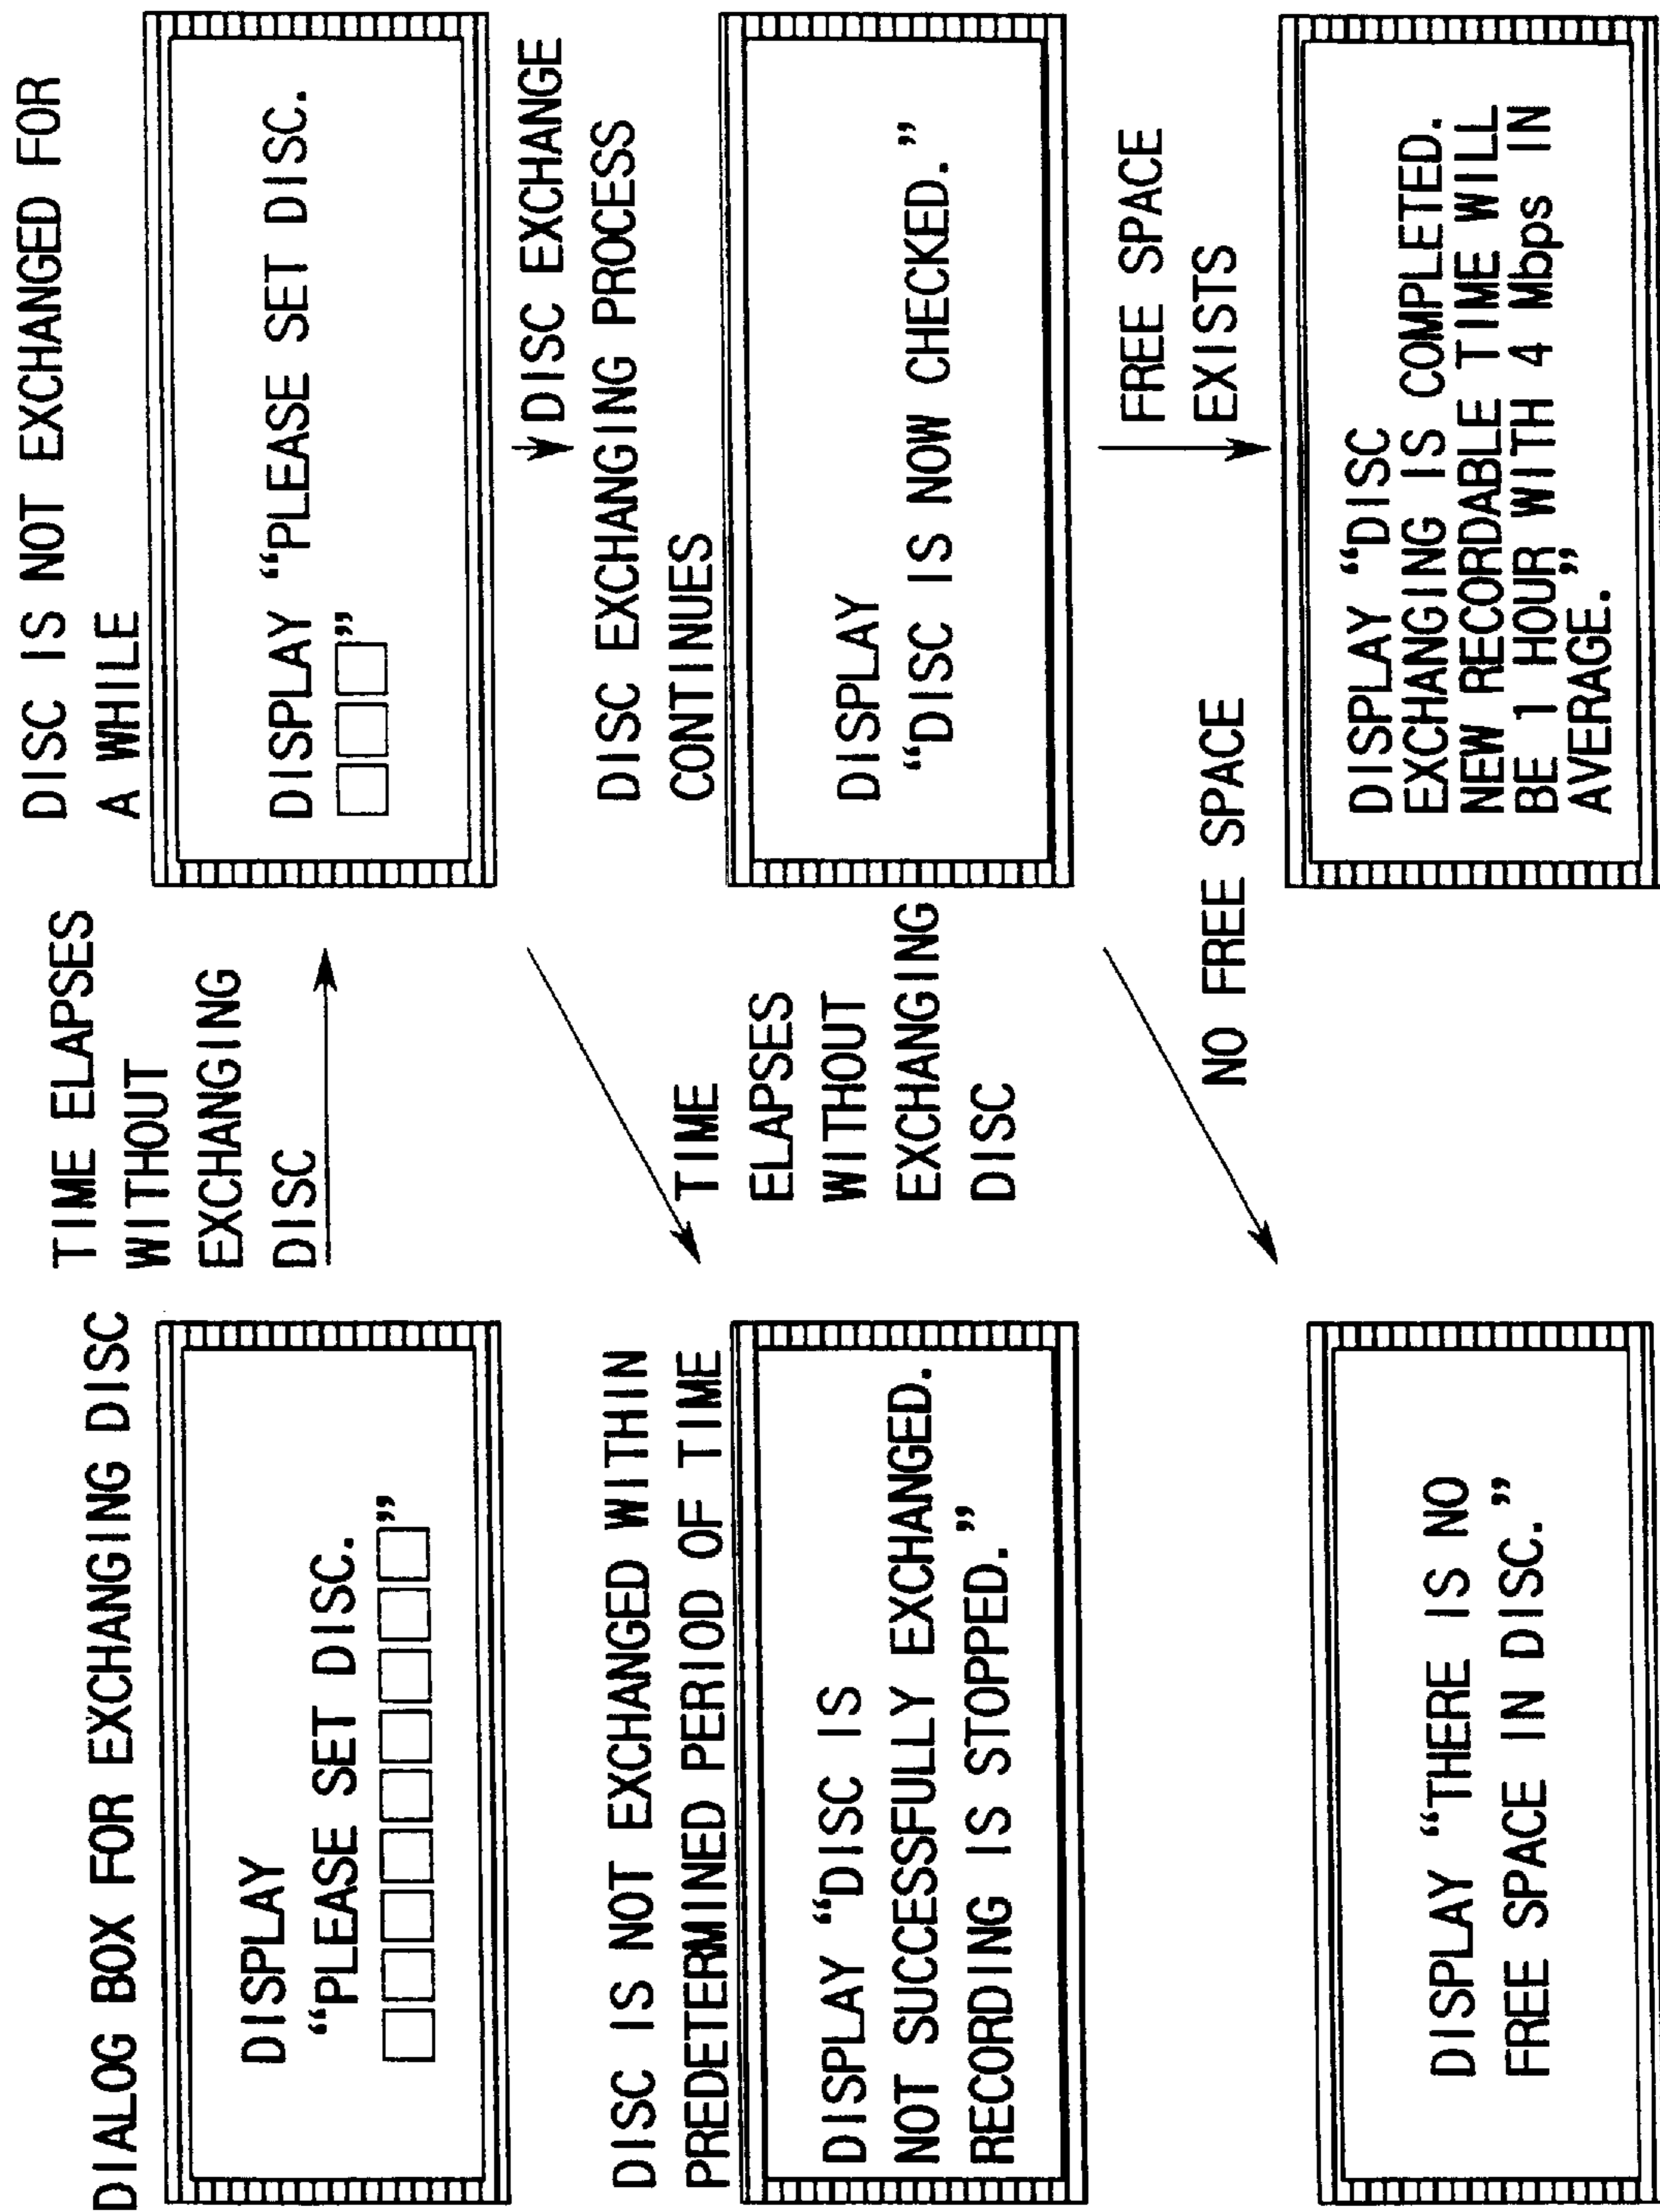 DIALOG BOX FOR EXCHANGING DISC
DISPLAY
“PLEASE SET DISC.
”
TIME ELAPSES
WITHOUT
EXCHANGING
DISC
DISC IS NOT EXCHANGED FOR
A WHILE
DISPLAY “PLEASE SET DISC.
”
DISC EXCHANGE
DISC IS NOT EXCHANGED WITHIN
PREDETERMINED PERIOD OF TIME
DISPLAY “DISC IS
NOT SUCCESSFULLY EXCHANGED.
RECORDING IS STOPPED.”
TIME
ELAPSES
WITHOUT
EXCHANGING
DISC
DISC EXCHANGING PROCESS
CONTINUES
DISPLAY
“DISC IS NOW CHECKED.”
NO FREE SPACE
FREE SPACE
EXISTS
DISPLAY “THERE IS NO
FREE SPACE IN DISC.”
DISPLAY “DISC
EXCHANGING IS COMPLETED.
NEW RECORDABLE TIME WILL
BE 1 HOUR WITH 4 Mbps IN
AVERAGE.”